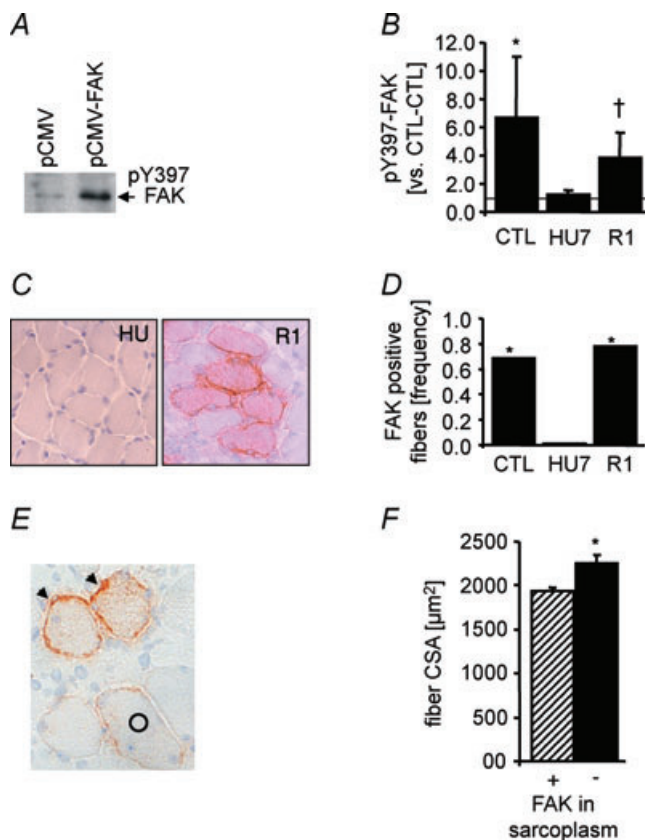 A
pCMV
pCMV-FAK
pY397
FAK
B
pY397-FAK
[vs. CTL-CTL]
12.0
10.0
8.0
6.0
4.0
2.0
0.0
*
†
CTL HU7 R1
C
HU
R1
D
FAK positive
fibers [frequency]
1.0
0.8
0.6
0.4
0.2
0.0
*
*
CTL HU7 R1
E
F
fiber CSA [µm²]
2500
2000
1500
1000
500
00
*
+ -
FAK in
sarcoplasm